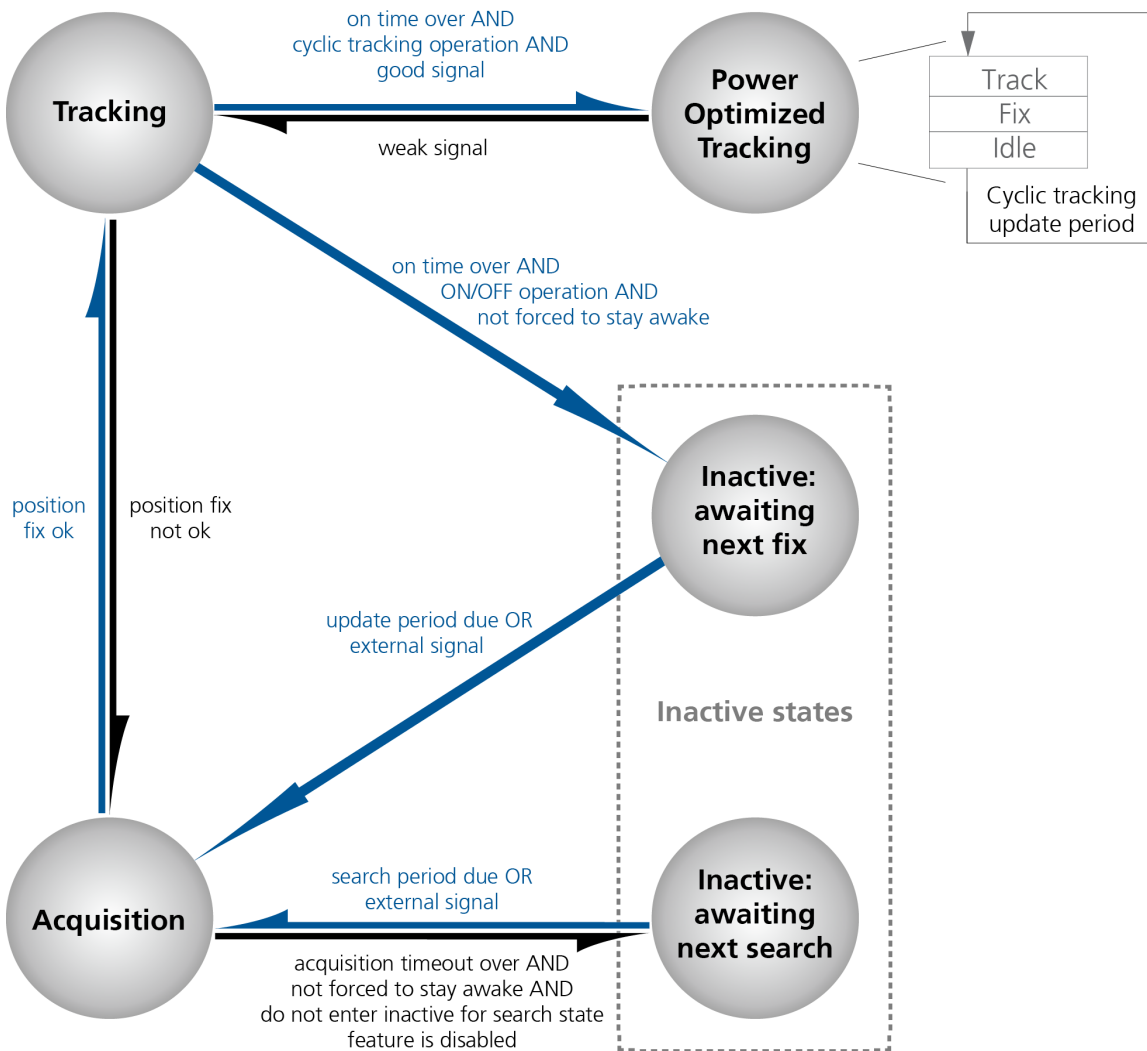 on time over AND
cyclic tracking operation AND
good signal
Tracking
Power
Optimized
Tracking
weak signal
Track
Fix
Idle
Cyclic tracking
update period
on time over AND
ON/OFF operation AND
not forced to stay awake
position
fix ok
position fix
not ok
Inactive:
awaiting
next fix
update period due OR
external signal
Inactive states
Acquisition
search period due OR
external signal
Inactive:
awaiting
next search
acquisition timeout over AND
not forced to stay awake AND
do not enter inactive for search state
feature is disabled